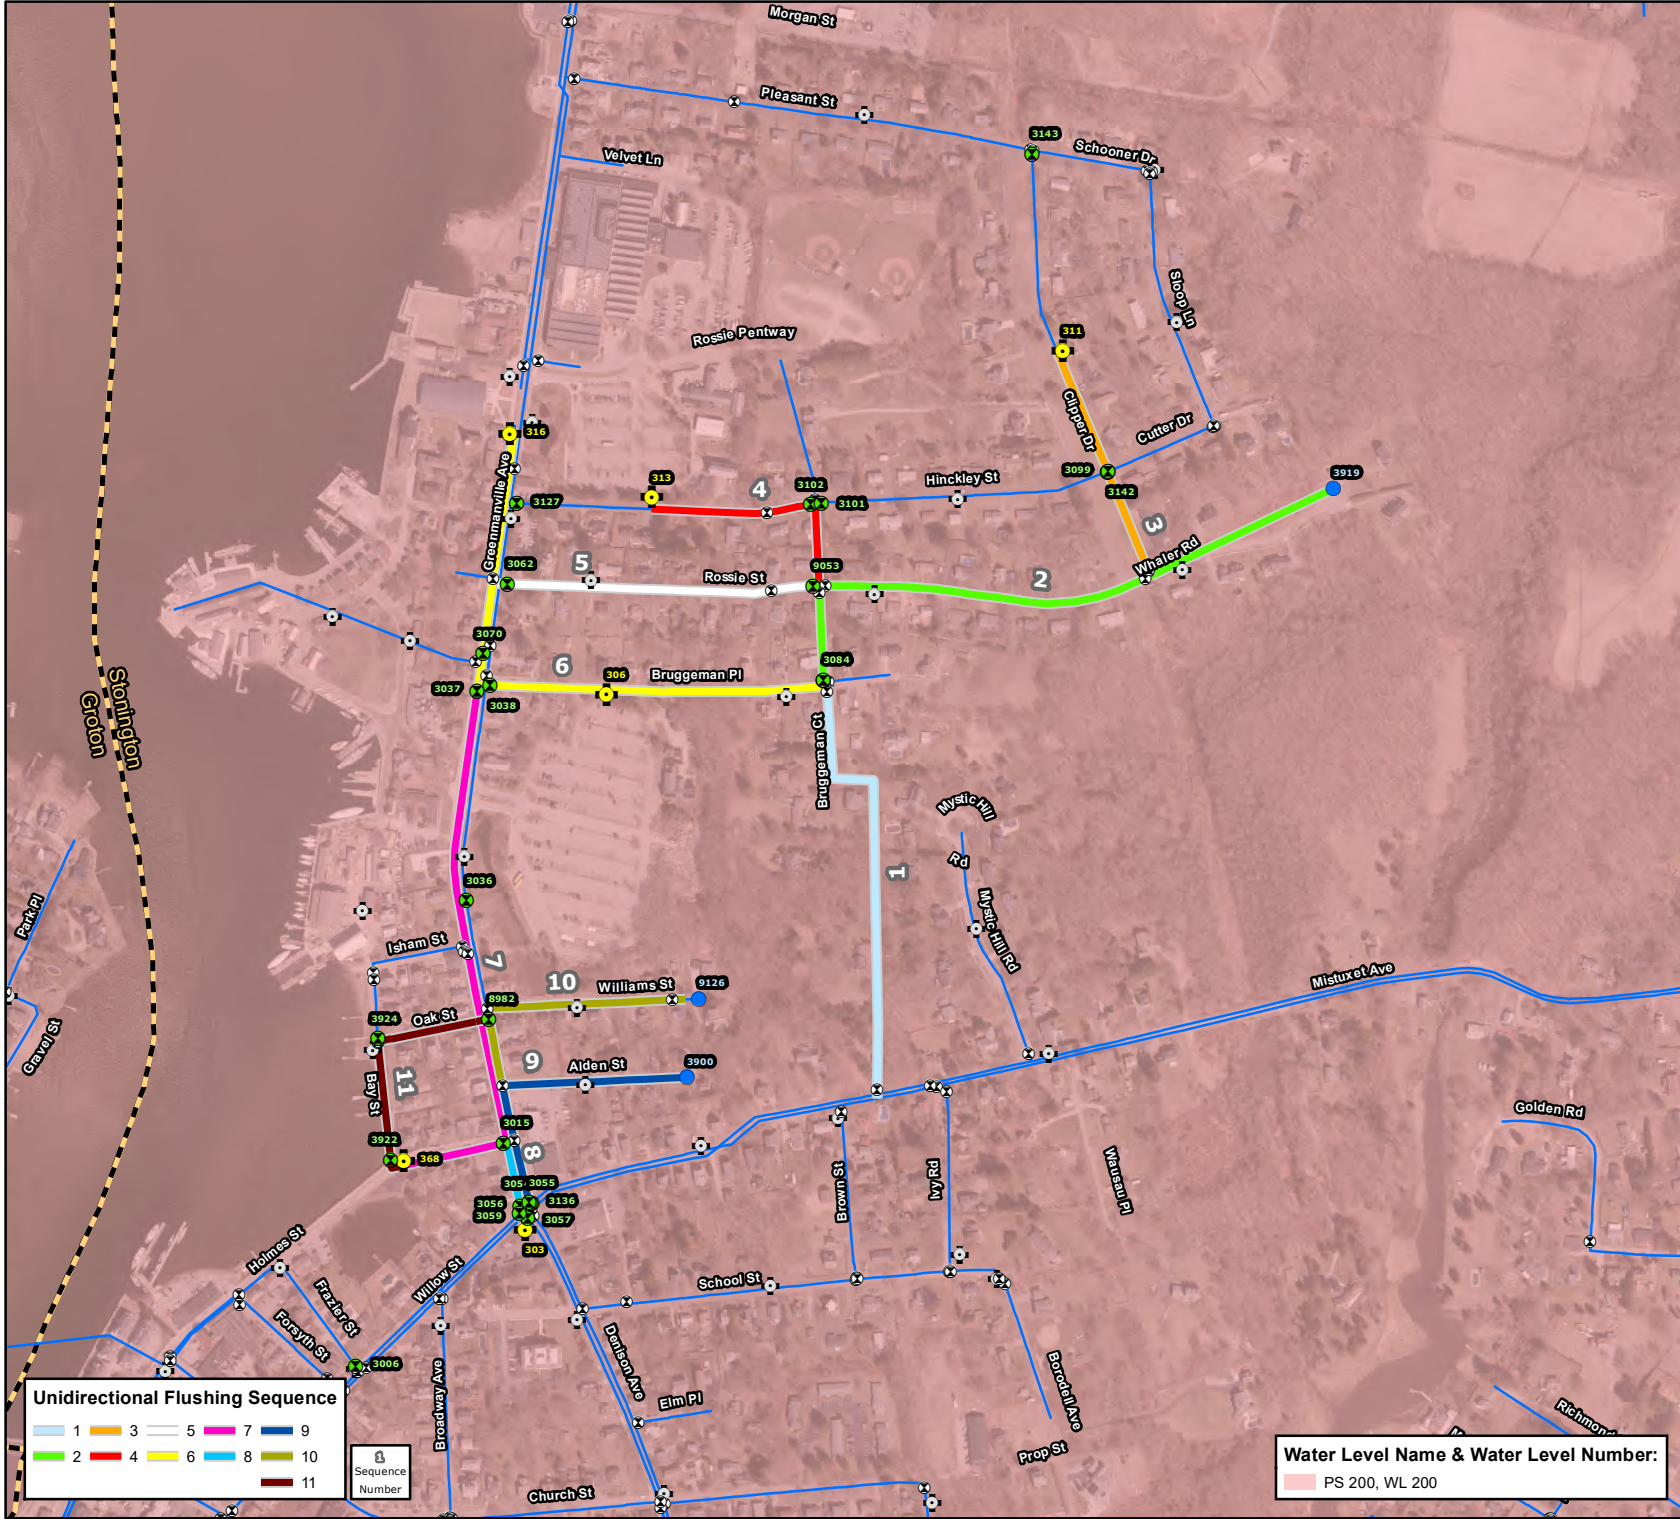 Morgan St
Pleasant St
3143
Schooner Dr
Velvet Ln
Sloop Ln
Rossie Pentway
311
316
Clipper Dr
Cutter Dr
Greenmanville Ave
313
3102
4
3099
Hinckley St
3919
3127
3101
3142
3
3062
5
9053
Whaler Rd
Rossie St
2
3070
6
306
Bruggeman Pl
3084
3037
3038
Stonington
Groton
Bruggeman Ct
Mystic Hill
Rd
1
3036
Park Pl
Mystic Hill Rd
Isham St
7
10
Williams St
9126
Mistuxet Ave
8982
3924
Oak St
Gravel St
9
Alden St
3900
11
Bay St
Golden Rd
3922
3015
368
8
Wausau Pl
Brown St
Ivy Rd
3054
3055
3056
3136
3059
3057
303
Holmes St
Willow St
School St
Frazier St
Forsyth St
Denison Ave
3006
Broadway Ave
Borodell Ave
Elm Pl
Richmond
Prop St
Church St
Unidirectional Flushing Sequence
1 3 5 7 9
2 4 6 8 10
11
1
Sequence
Number
Water Level Name & Water Level Number:
PS 200, WL 200